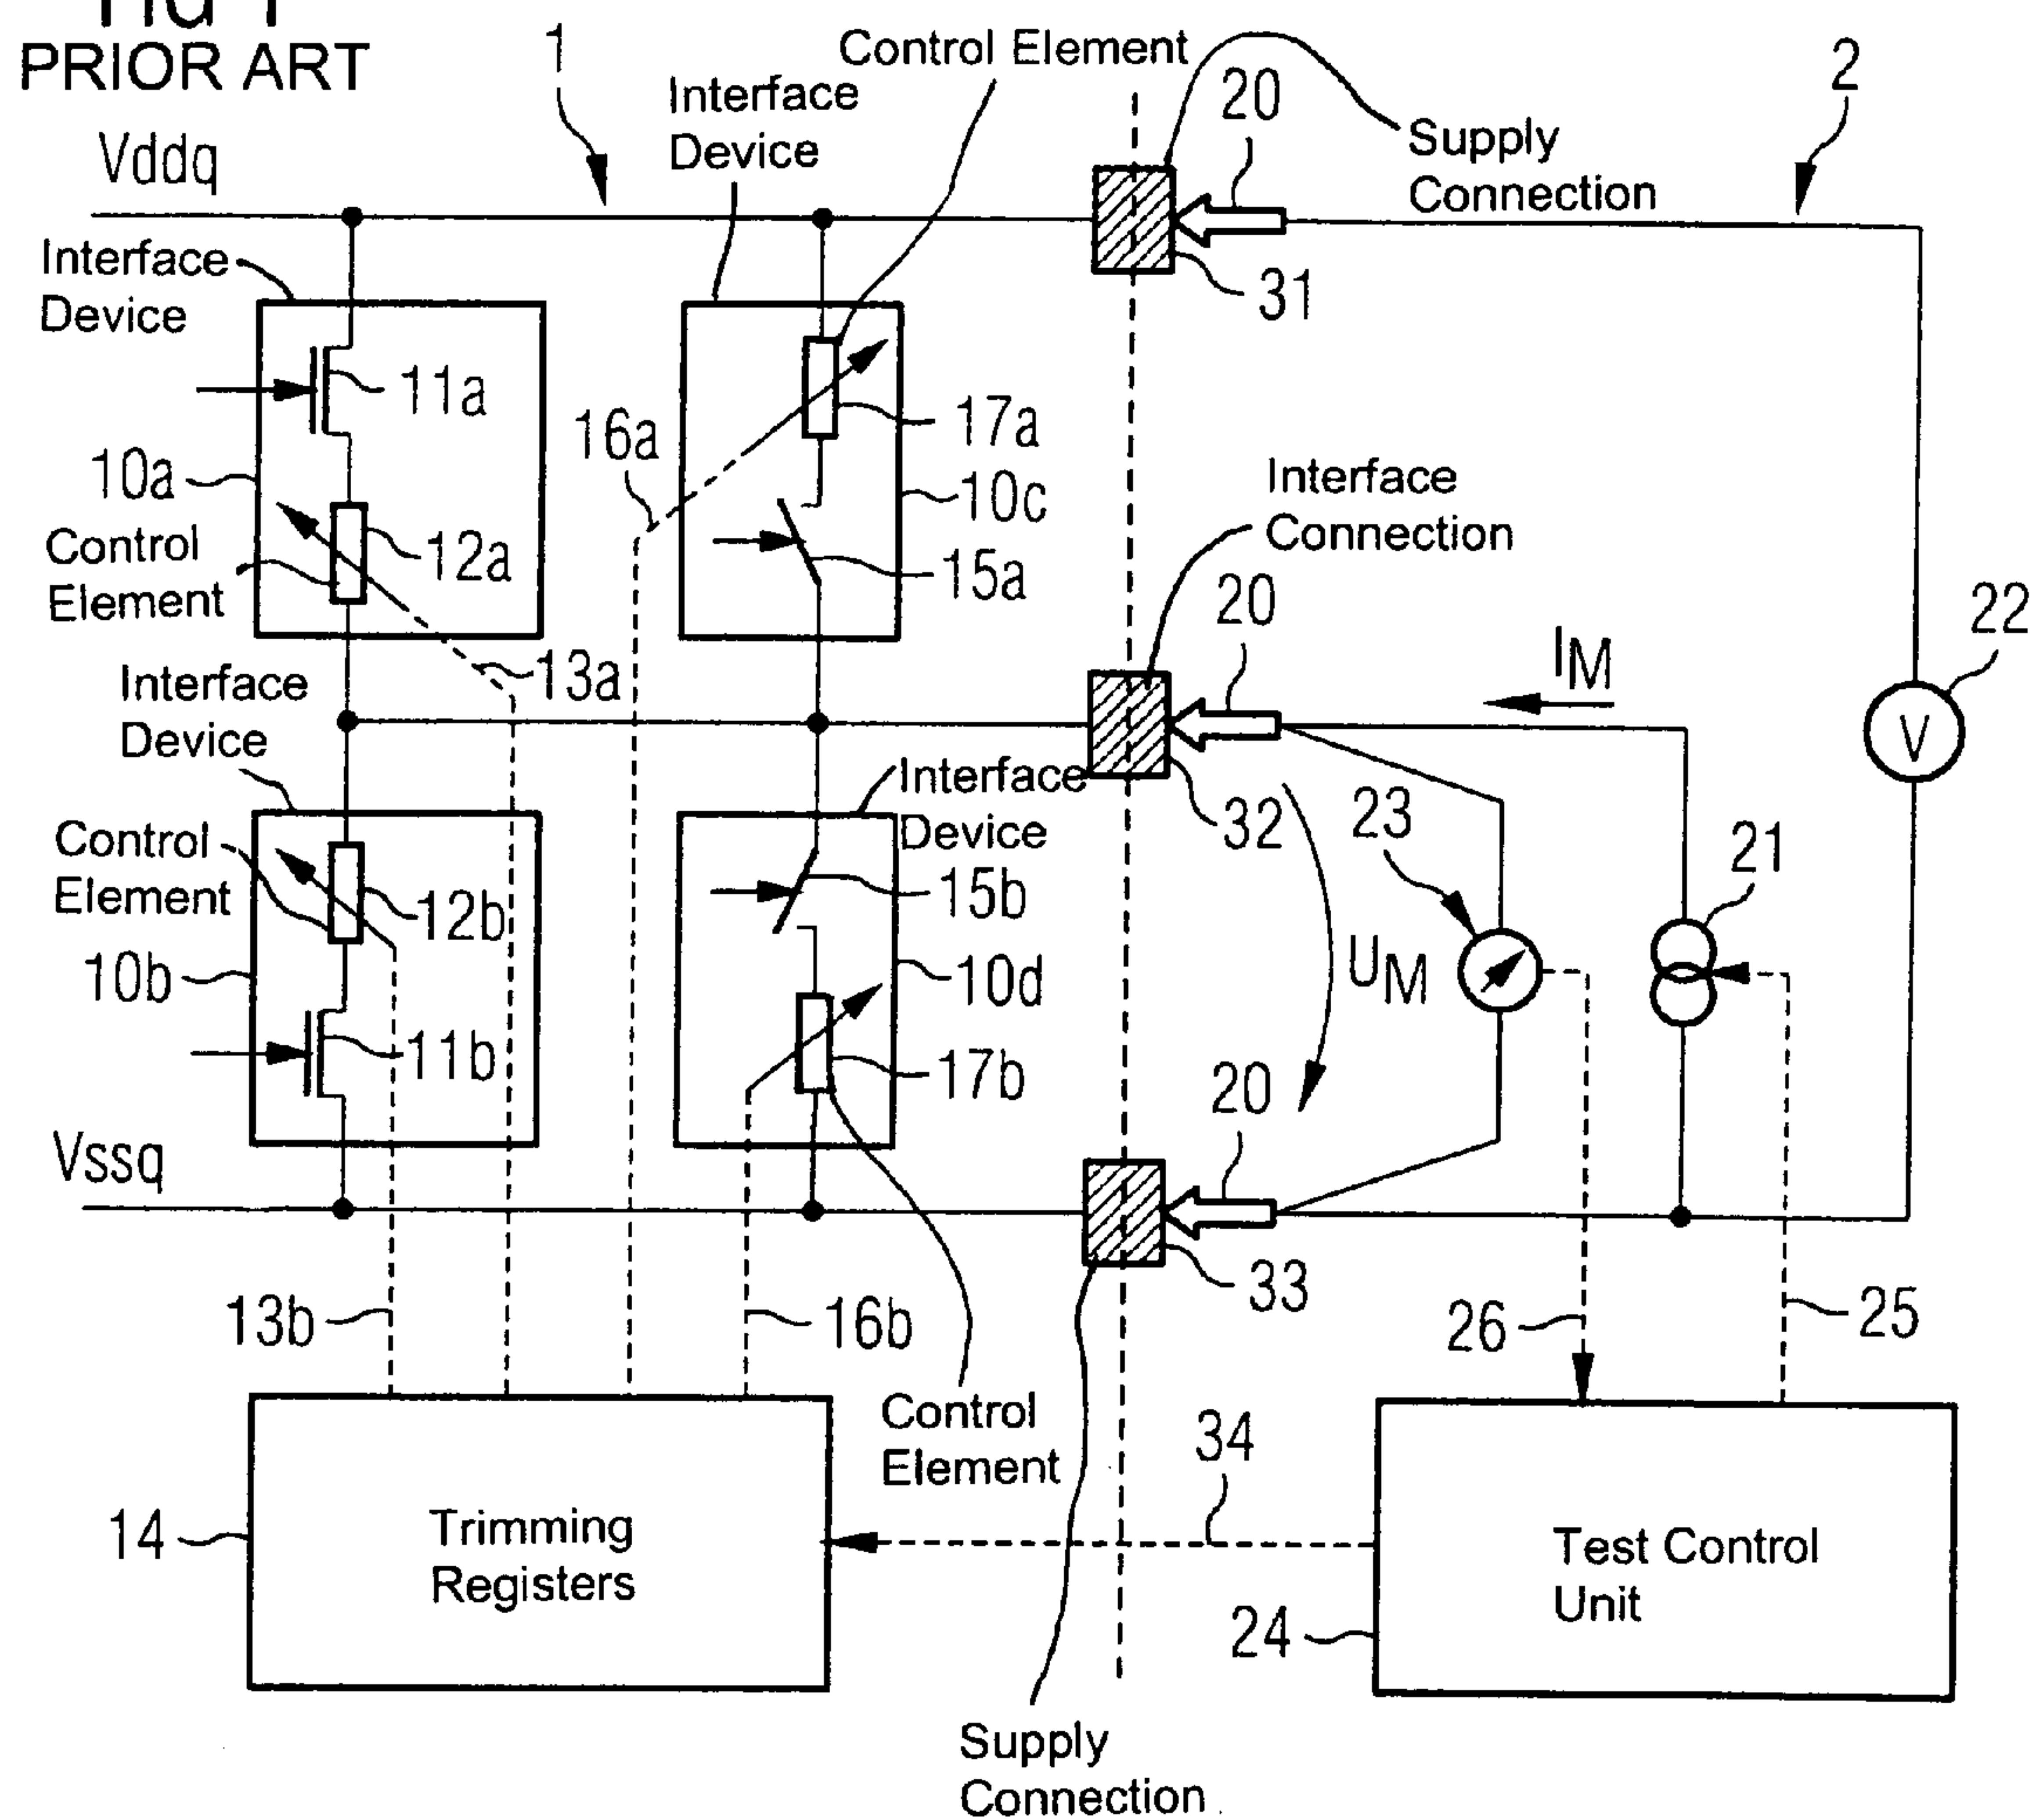 PRIOR ART
1
Control Element
Interface
Device
20
Supply
Connection
2
Vddq
Interface
Device
31
11a
16a
17a
10a
10c
Interface
Connection
Control
Element
12a
15a
20
22
13a
IM
V
Interface
Device
Interface
Device
32
23
21
Control
Element
12b
15b
10b
10d
UM
11b
17b
20
Vssq
33
13b
16b
26
25
Control
Element
34
14
Trimming
Registers
Test Control
Unit
24
Supply
Connection